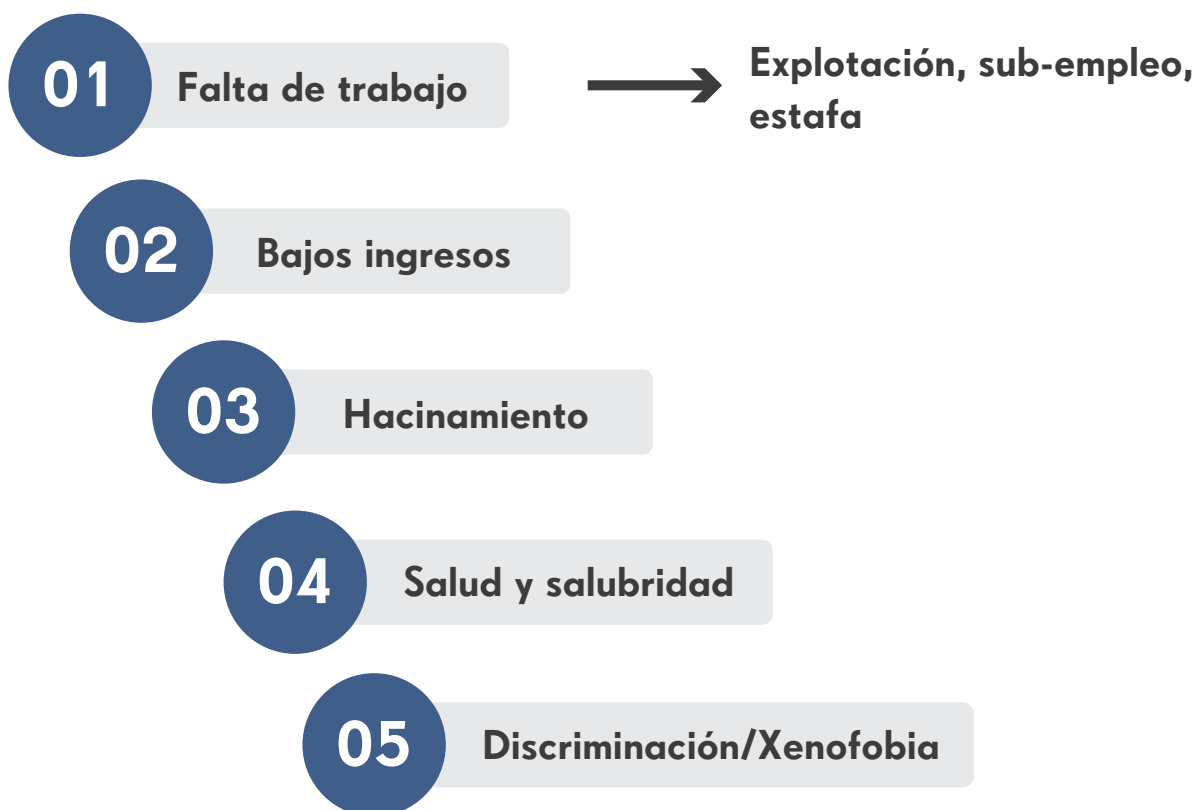 01 Falta de trabajo
Explotación, sub-empleo,
estafa
02 Bajos ingresos
03 Hacinamiento
04 Salud y salubridad
05 Discriminación/Xenofobia